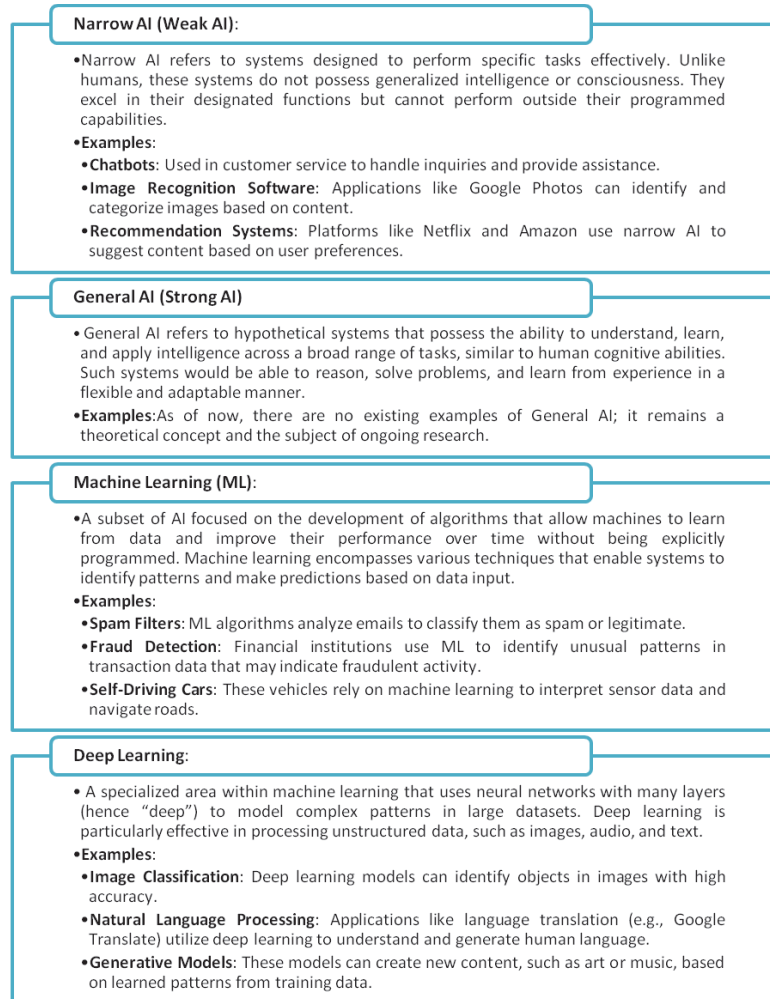 Narrow AI (Weak AI):
•Narrow AI refers to systems designed to perform specific tasks effectively. Unlike
humans, these systems do not possess generalized intelligence or consciousness. They
excel in their designated functions but cannot perform outside their programmed
capabilities.
•Examples:
•Chatbots: Used in customer service to handle inquiries and provide assistance.
•Image Recognition Software: Applications like Google Photos can identify and
categorize images based on content.
•Recommendation Systems: Platforms like Netflix and Amazon use narrow AI to
suggest content based on user preferences.
General AI (Strong AI)
• General AI refers to hypothetical systems that possess the ability to understand, learn,
and apply intelligence across a broad range of tasks, similar to human cognitive abilities.
Such systems would be able to reason, solve problems, and learn from experience in a
flexible and adaptable manner.
•Examples:As of now, there are no existing examples of General AI; it remains a
theoretical concept and the subject of ongoing research.
Machine Learning (ML):
•A subset of AI focused on the development of algorithms that allow machines to learn
from data and improve their performance over time without being explicitly
programmed. Machine learning encompasses various techniques that enable systems to
identify patterns and make predictions based on data input.
•Examples:
•Spam Filters: ML algorithms analyze emails to classify them as spam or legitimate.
•Fraud Detection: Financial institutions use ML to identify unusual patterns in
transaction data that may indicate fraudulent activity.
•Self-Driving Cars: These vehicles rely on machine learning to interpret sensor data and
navigate roads.
Deep Learning:
• A specialized area within machine learning that uses neural networks with many layers
(hence “deep”) to model complex patterns in large datasets. Deep learning is
particularly effective in processing unstructured data, such as images, audio, and text.
•Examples:
•Image Classification: Deep learning models can identify objects in images with high
accuracy.
•Natural Language Processing: Applications like language translation (e.g., Google
Translate) utilize deep learning to understand and generate human language.
•Generative Models: These models can create new content, such as art or music, based
on learned patterns from training data.